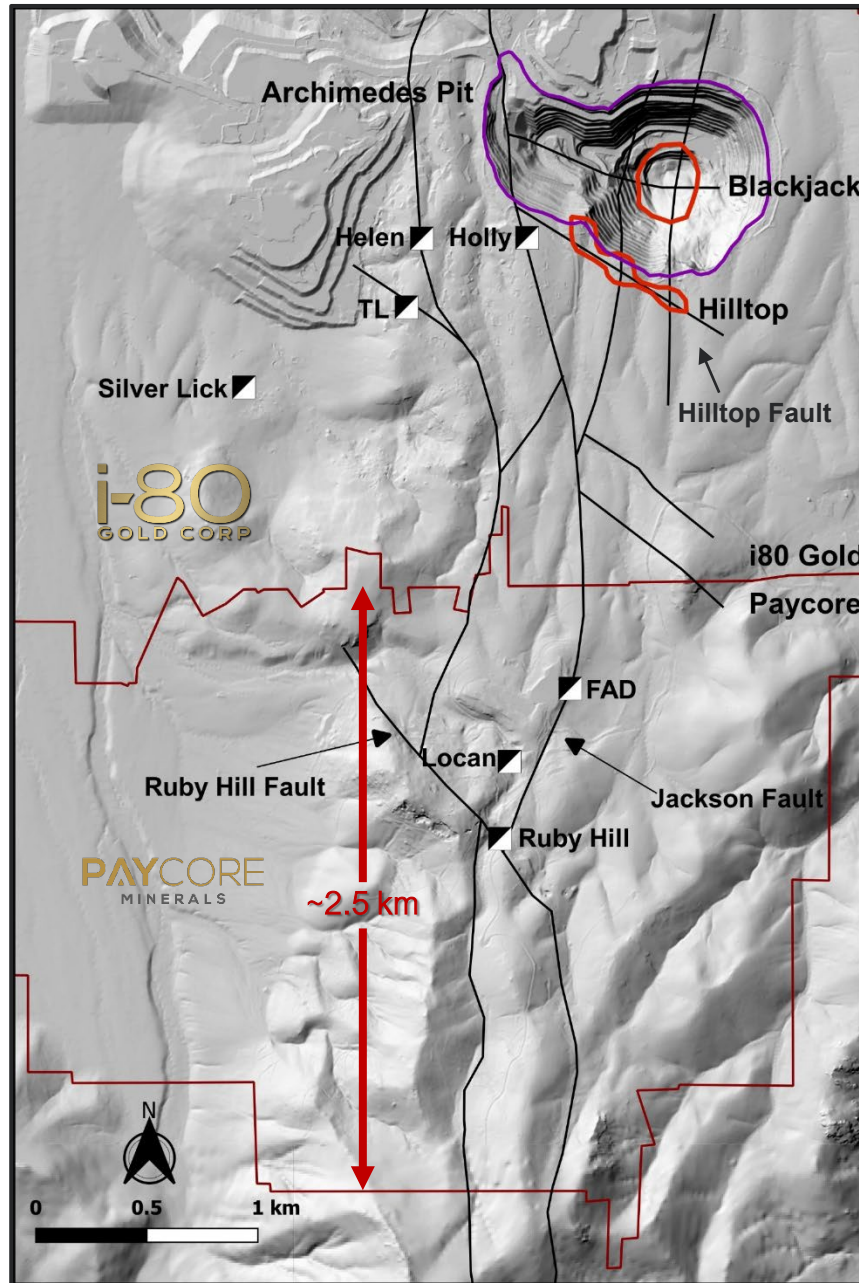 Archimedes Pit
Blackjack
Helen
Holly
TL
Hilltop
Silver Lick
Hilltop Fault
i-80
GOLD CORP
i80 Gold
Paycore
FAD
Locan
Ruby Hill Fault
Jackson Fault
Ruby Hill
PAYCORE
MINERALS
~2.5 km
N
0 0.5 1 km